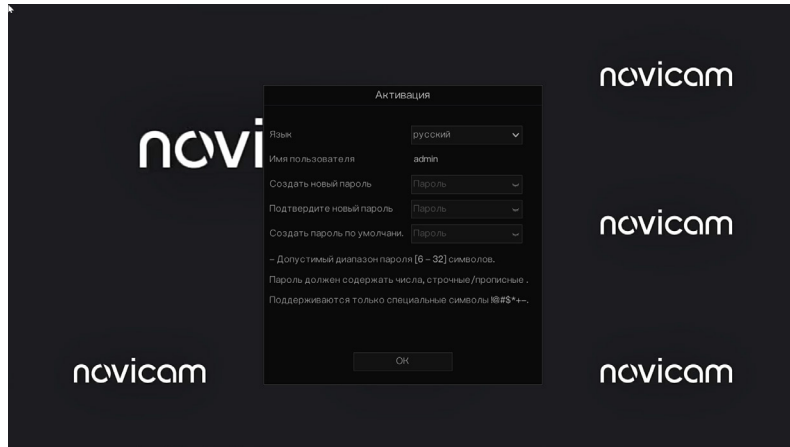 novicam
Активация
novi
Язык русский
Имя пользователя admin
Создать новый пароль Пароль
Подтвердите новый пароль Пароль
Создать пароль по умолчани. Пароль
– Допустимый диапазон пароля [6 – 32] символов.
novicam
Пароль должен содержать числа, строчные/прописные .
Поддерживаются только специальные символы !@#$*+–.
OK
novicam
novicam